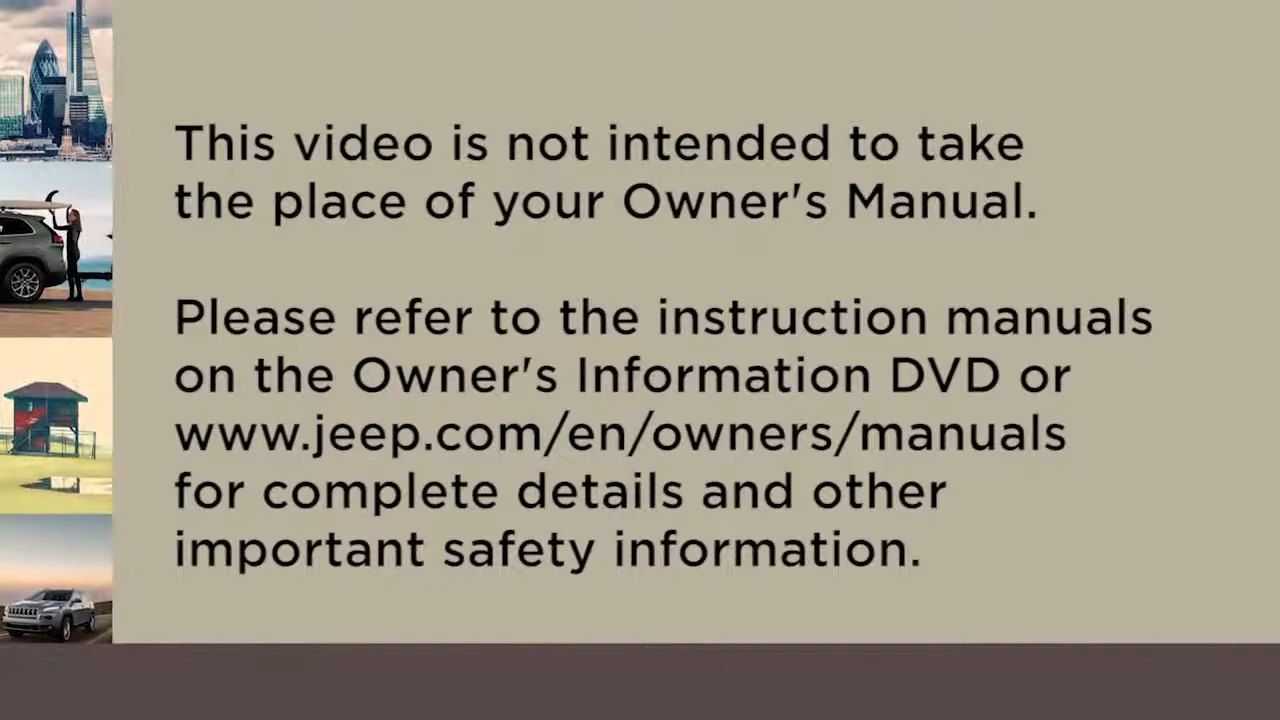 This video is not intended to take
the place of your Owner's Manual.
Please refer to the instruction manuals
on the Owner's Information DVD or
www.jeep.com/en/owners/manuals
for complete details and other
important safety information.